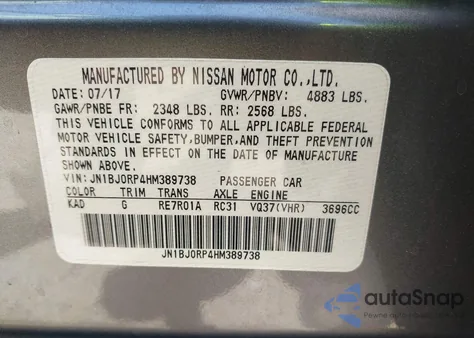 MANUFACTURED BY NISSAN MOTOR CO.,LTD.
DATE: 07/17 GVWR/PNBV: 4883 LBS.
GAWR/PNBE FR: 2348 LBS. RR: 2568 LBS.
THIS VEHICLE CONFORMS TO ALL APPLICABLE FEDERAL
MOTOR VEHICLE SAFETY, BUMPER, AND THEFT PREVENTION
STANDARDS IN EFFECT ON THE DATE OF MANUFACTURE
SHOWN ABOVE.
VIN:JN1BJ0RP4HM389738 PASSENGER CAR
COLOR TRIM TRANS AXLE ENGINE
KAD G RE7R01A RC31 VQ37(VHR) 3696CC
JN1BJ0RP4HM389738
autoSnap